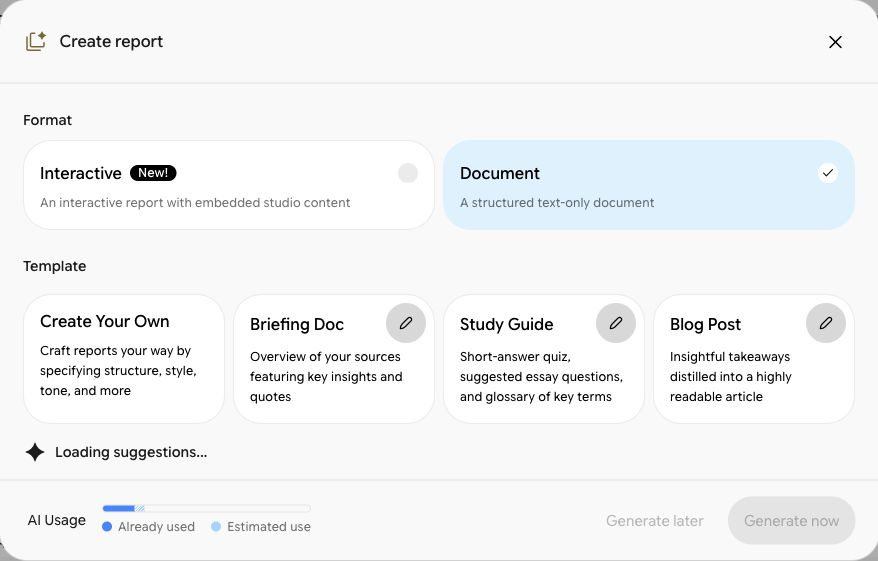 Create report
Format
Interactive New!
An interactive report with embedded studio content
Document
A structured text-only document
Template
Create Your Own
Craft reports your way by
specifying structure, style,
tone, and more
Briefing Doc
Overview of your sources
featuring key insights and
quotes
Study Guide
Short-answer quiz,
suggested essay questions,
and glossary of key terms
Blog Post
Insightful takeaways
distilled into a highly
readable article
Loading suggestions...
AI Usage
Already used
Estimated use
Generate later
Generate now